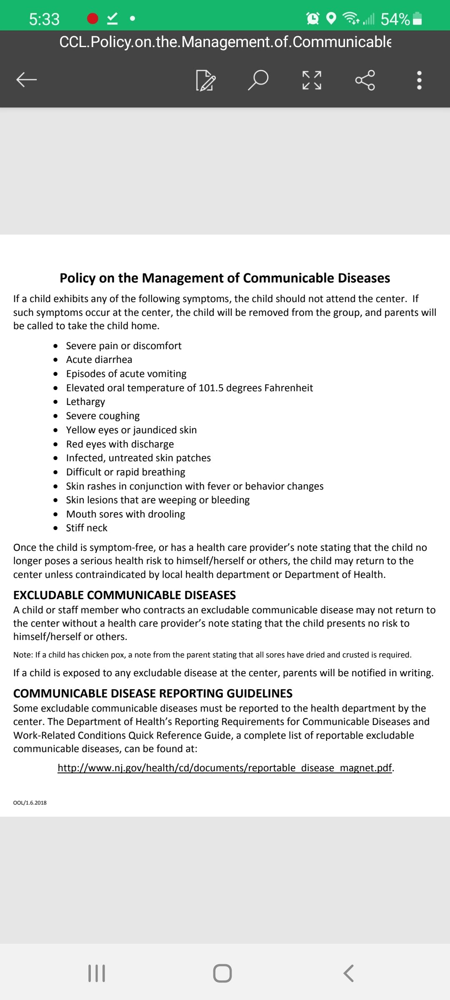 5:33
54%
CCL.Policy.on.the.Management.of.Communicable
Policy on the Management of Communicable Diseases
If a child exhibits any of the following symptoms, the child should not attend the center.  If
such symptoms occur at the center, the child will be removed from the group, and parents will
be called to take the child home.
• Severe pain or discomfort
• Acute diarrhea
• Episodes of acute vomiting
• Elevated oral temperature of 101.5 degrees Fahrenheit
• Lethargy
• Severe coughing
• Yellow eyes or jaundiced skin
• Red eyes with discharge
• Infected, untreated skin patches
• Difficult or rapid breathing
• Skin rashes in conjunction with fever or behavior changes
• Skin lesions that are weeping or bleeding
• Mouth sores with drooling
• Stiff neck
Once the child is symptom-free, or has a health care provider’s note stating that the child no
longer poses a serious health risk to himself/herself or others, the child may return to the
center unless contraindicated by local health department or Department of Health.
EXCLUDABLE COMMUNICABLE DISEASES
A child or staff member who contracts an excludable communicable disease may not return to
the center without a health care provider’s note stating that the child presents no risk to
himself/herself or others.
Note: If a child has chicken pox, a note from the parent stating that all sores have dried and crusted is required.
If a child is exposed to any excludable disease at the center, parents will be notified in writing.
COMMUNICABLE DISEASE REPORTING GUIDELINES
Some excludable communicable diseases must be reported to the health department by the
center. The Department of Health’s Reporting Requirements for Communicable Diseases and
Work-Related Conditions Quick Reference Guide, a complete list of reportable excludable
communicable diseases, can be found at:
http://www.nj.gov/health/cd/documents/reportable_disease_magnet.pdf.
OOL/1.6.2018